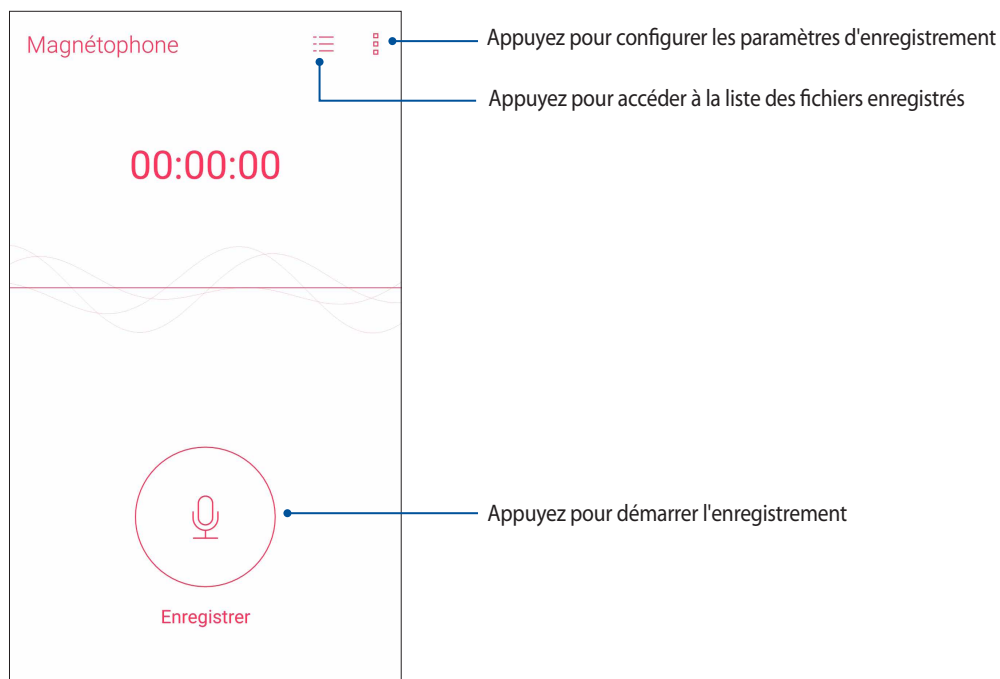 Magnétophone
Appuyez pour configurer les paramètres d'enregistrement
Appuyez pour accéder à la liste des fichiers enregistrés
00:00:00
Appuyez pour démarrer l'enregistrement
Enregistrer